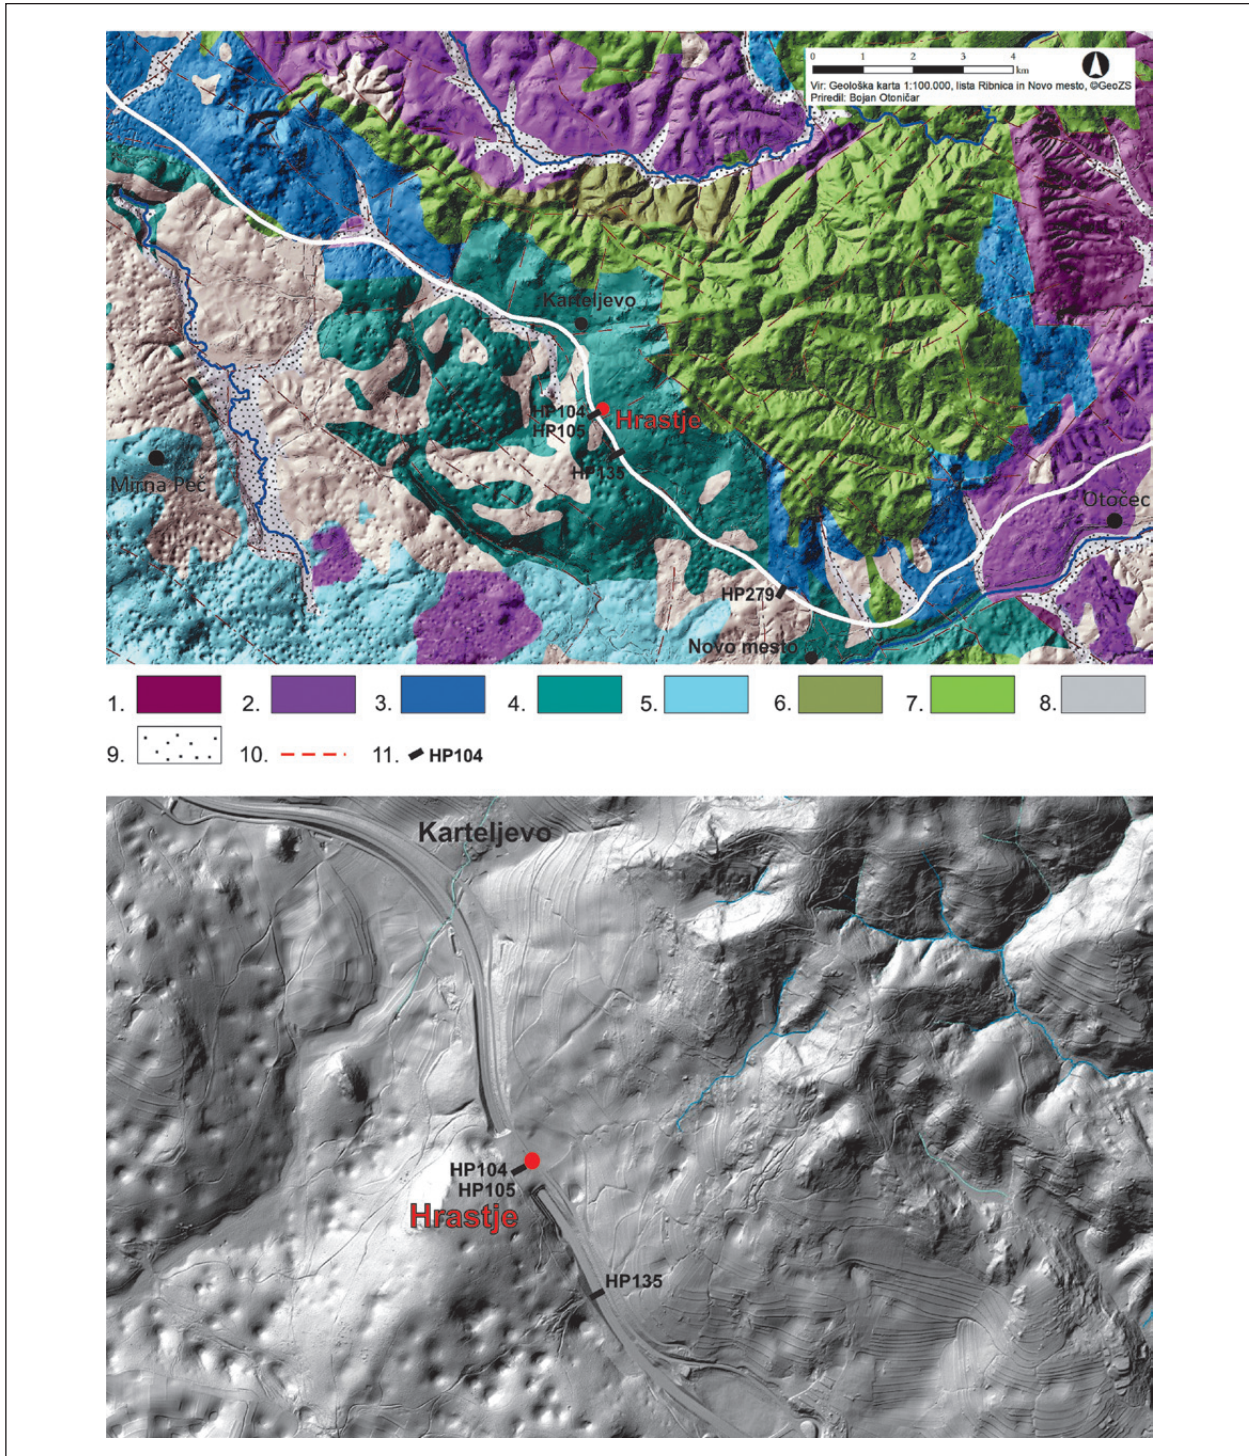 0 1 2 3 4
km
Vir: Geološka karta 1:100.000, lista Ribnica in Novo mesto, ©GeoZS
Priredil: Bojan Otoničar
Karteljevo
HP104
Hrastje
HP105
HP135
Mirna Peč
Otočec
HP279
Novo mesto
1. 2. 3. 4. 5. 6. 7. 8.
9. 10. 11. HP104
Karteljevo
HP104
HP105
Hrastje
HP135